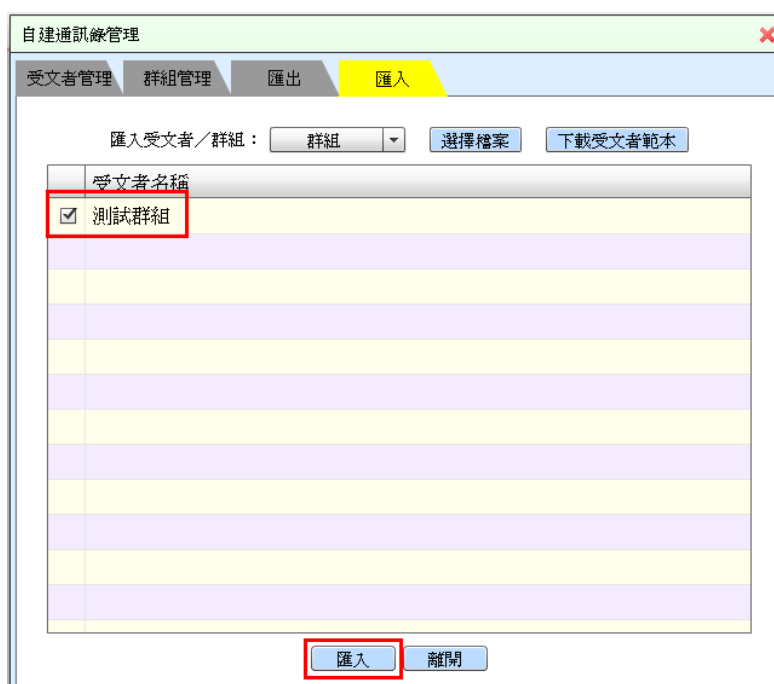 自建通訊錄管理
受文者管理 群組管理 匯出 匯入
匯入受文者／群組： 群組 選擇檔案 下載受文者範本
受文者名稱
測試群組
匯入 離開